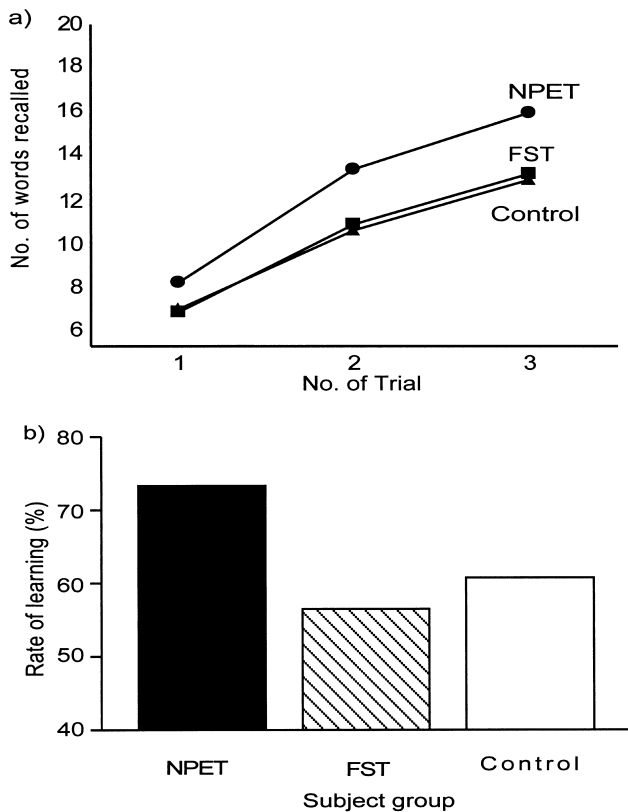 a)
No. of words recalled
20
18
16
14
12
10
8
6
NPET
FST
Control
1 2 3
No. of Trial
b)
Rate of learning (%)
80
70
60
50
40
NPET FST Control
Subject group